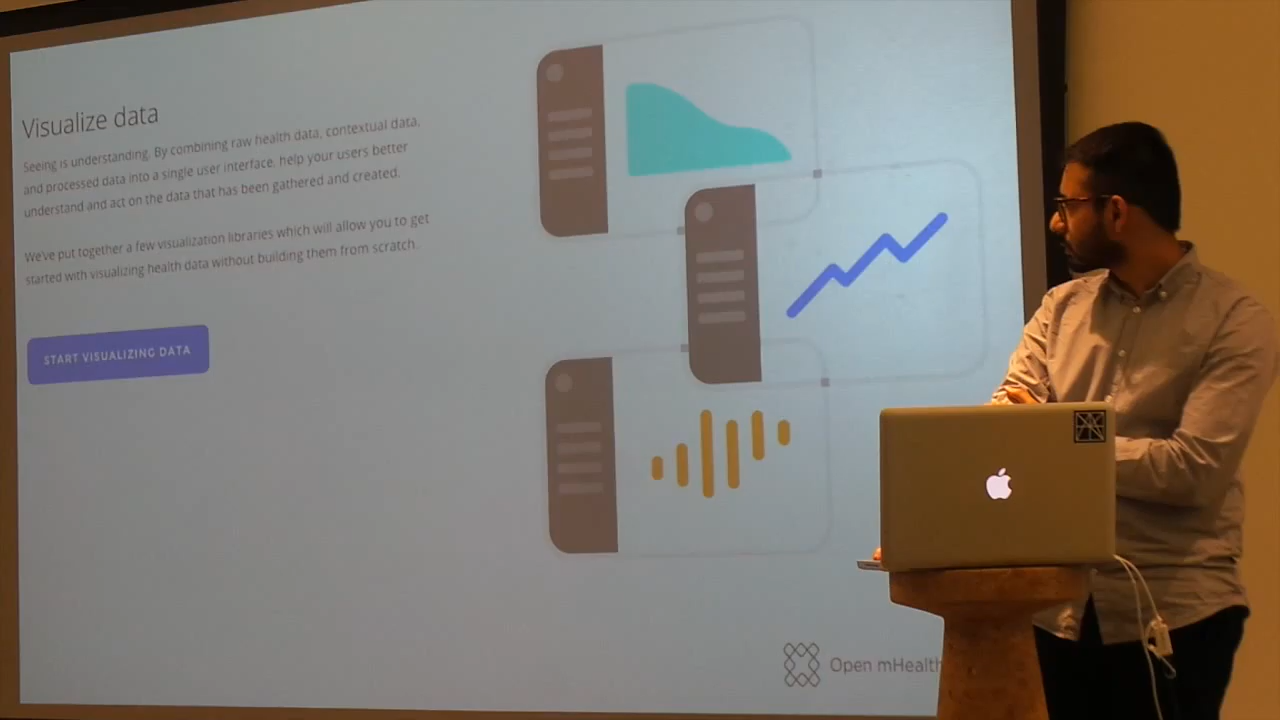 Visualize data
Seeing is understanding. By combining raw health data, contextual data,
and processed data into a single user interface, help your users better
understand and act on the data that has been gathered and created.
We've put together a few visualization libraries which will allow you to get
started with visualizing health data without building them from scratch.
START VISUALIZING DATA
Open mHealth